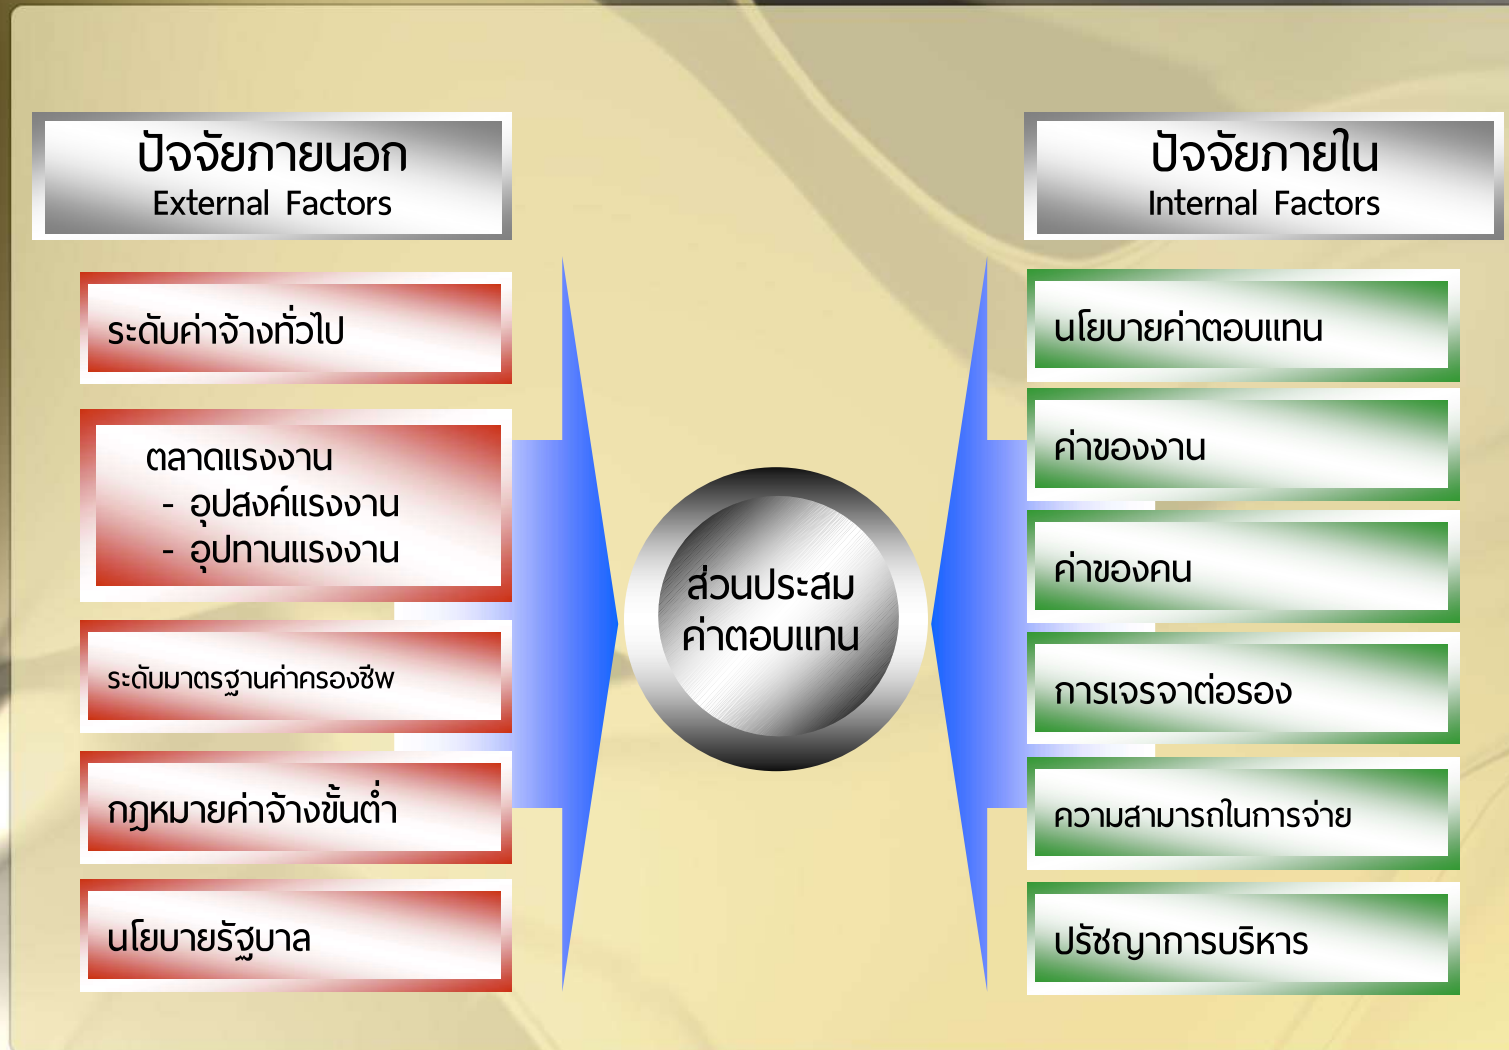 ปัจจัยภายนอก
External Factors
ระดับค่าจ้างทั่วไป
ตลาดแรงงาน
- อุปสงค์แรงงาน
- อุปทานแรงงาน
ระดับมาตรฐานค่าครองชีพ
กฎหมายค่าจ้างขั้นต่ำ
นโยบายรัฐบาล
ส่วนประสม
ค่าตอบแทน
ปัจจัยภายใน
Internal Factors
นโยบายค่าตอบแทน
ค่าของงาน
ค่าของคน
การเจรจาต่อรอง
ความสามารถในการจ่าย
ปรัชญาการบริหาร